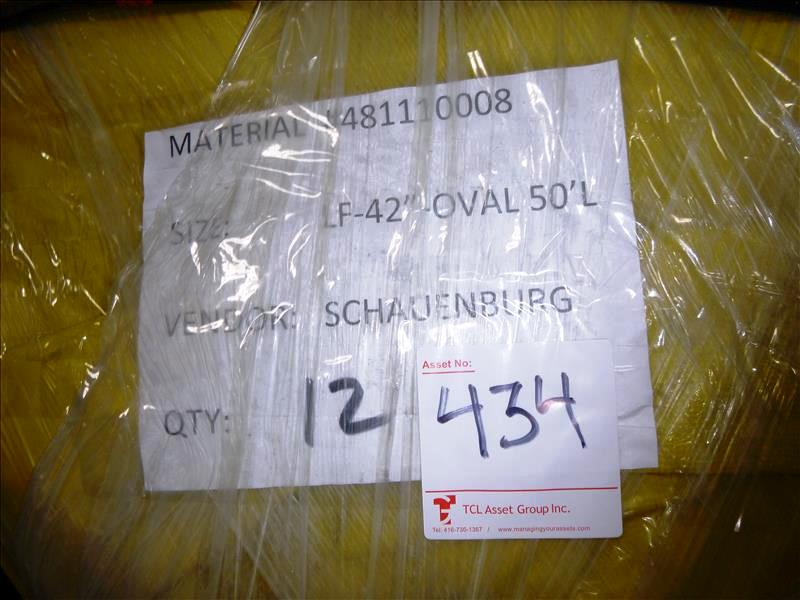 MATERIAL 1481110008
SIZE: LF-42"-OVAL 50'L
VENDOR: SCHAUENBURG
QTY: 12
Asset No:
434
TCL Asset Group Inc.
Tel: 416-730-1367 / www.managingyourassets.com